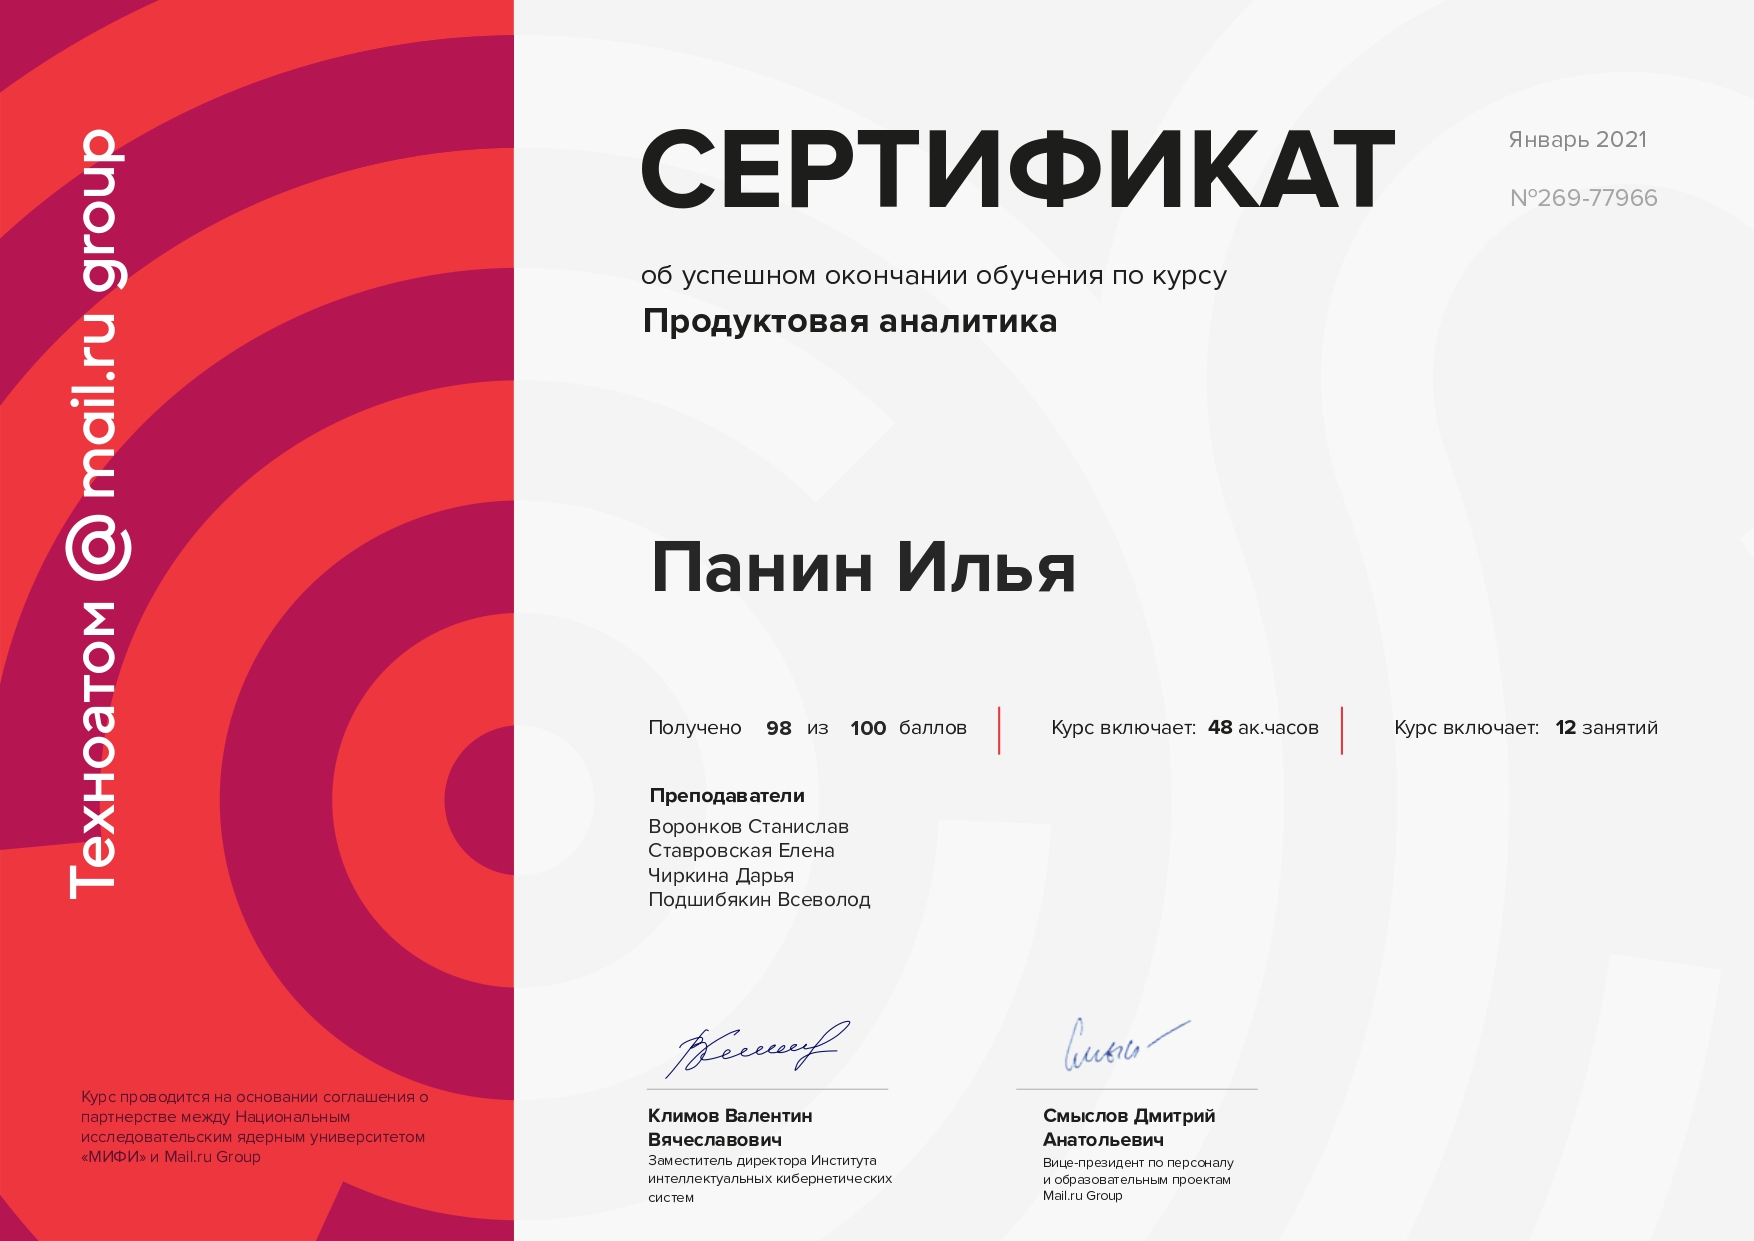 Техноатом @ mail.ru group
СЕРТИФИКАТ
Январь 2021
№269-77966
об успешном окончании обучения по курсу
Продуктовая аналитика
Панин Илья
Получено 98 из 100 баллов
Курс включает: 48 ак.часов
Курс включает: 12 занятий
Преподаватели
Воронков Станислав
Ставровская Елена
Чиркина Дарья
Подшибякин Всеволод
Климов Валентин
Вячеславович
Заместитель директора Института
интеллектуальных кибернетических
систем
Смыслов Дмитрий
Анатольевич
Вице-президент по персоналу
и образовательным проектам
Mail.ru Group
Курс проводится на основании соглашения о
партнерстве между Национальным
исследовательским ядерным университетом
«МИФИ» и Mail.ru Group